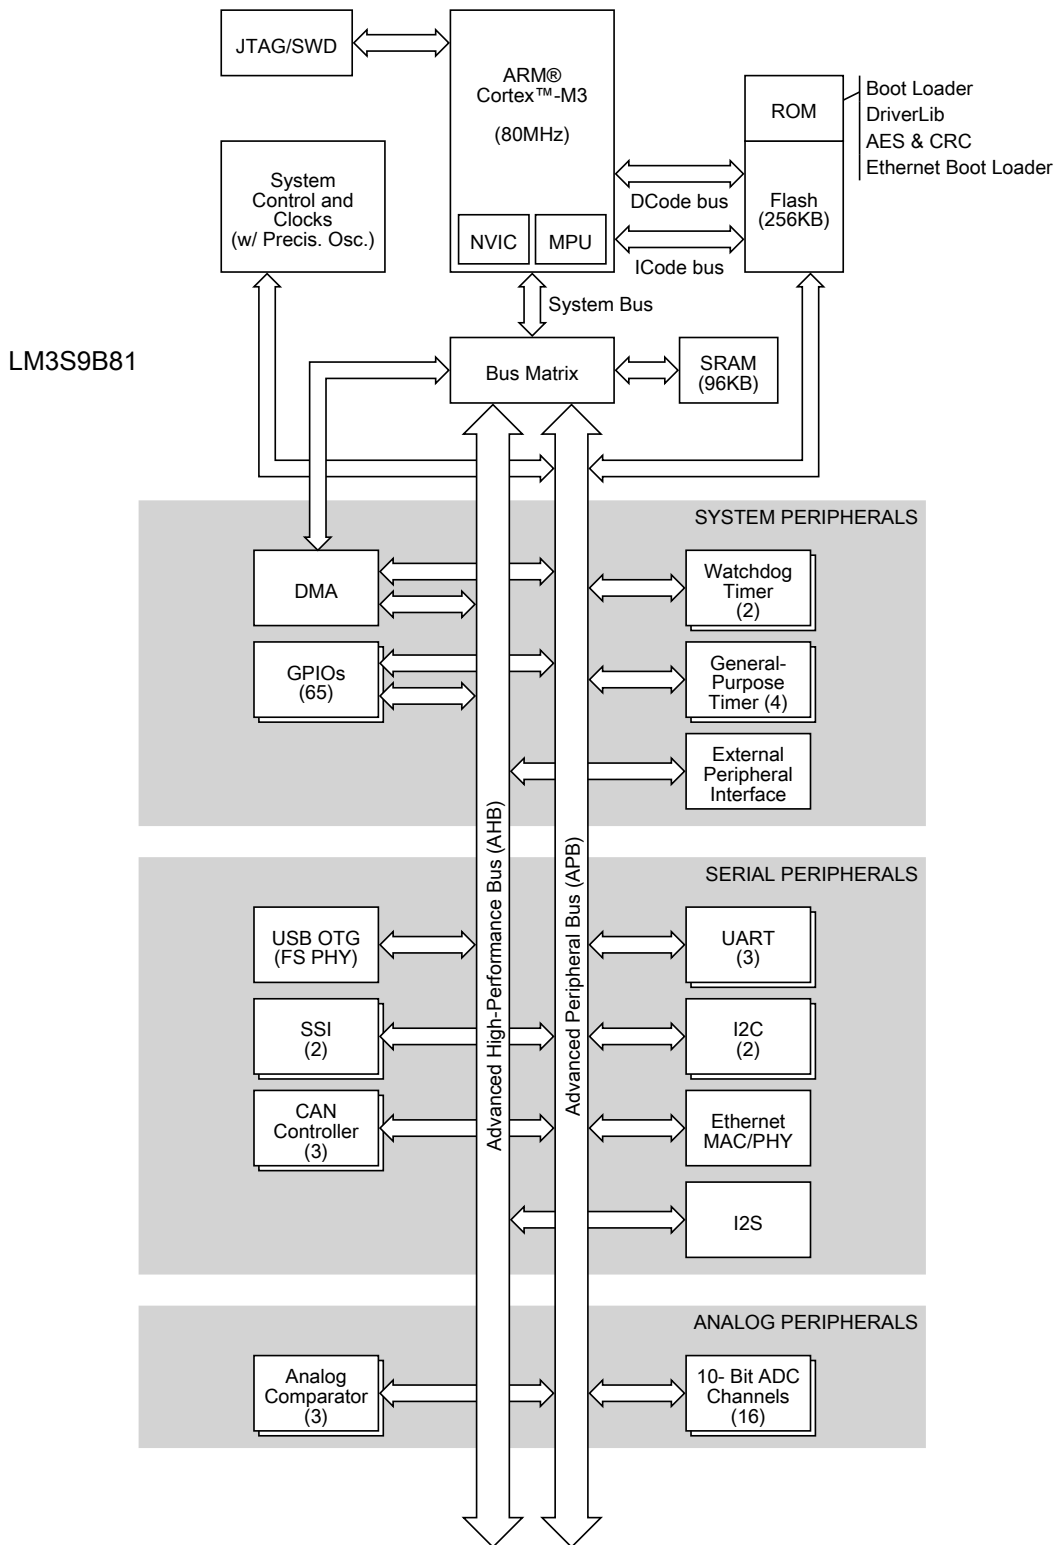 JTAG/SWD
ARM®
Cortex™-M3
(80MHz)
NVIC
MPU
ROM
Flash
(256KB)
Boot Loader
DriverLib
AES & CRC
Ethernet Boot Loader
DCode bus
ICode bus
System
Control and
Clocks
(w/ Precis. Osc.)
System Bus
LM3S9B81
Bus Matrix
SRAM
(96KB)
SYSTEM PERIPHERALS
DMA
Watchdog
Timer
(2)
GPIOs
(65)
General-
Purpose
Timer (4)
External
Peripheral
Interface
Advanced High-Performance Bus (AHB)
Advanced Peripheral Bus (APB)
SERIAL PERIPHERALS
USB OTG
(FS PHY)
UART
(3)
SSI
(2)
I2C
(2)
CAN
Controller
(3)
Ethernet
MAC/PHY
I2S
ANALOG PERIPHERALS
Analog
Comparator
(3)
10- Bit ADC
Channels
(16)